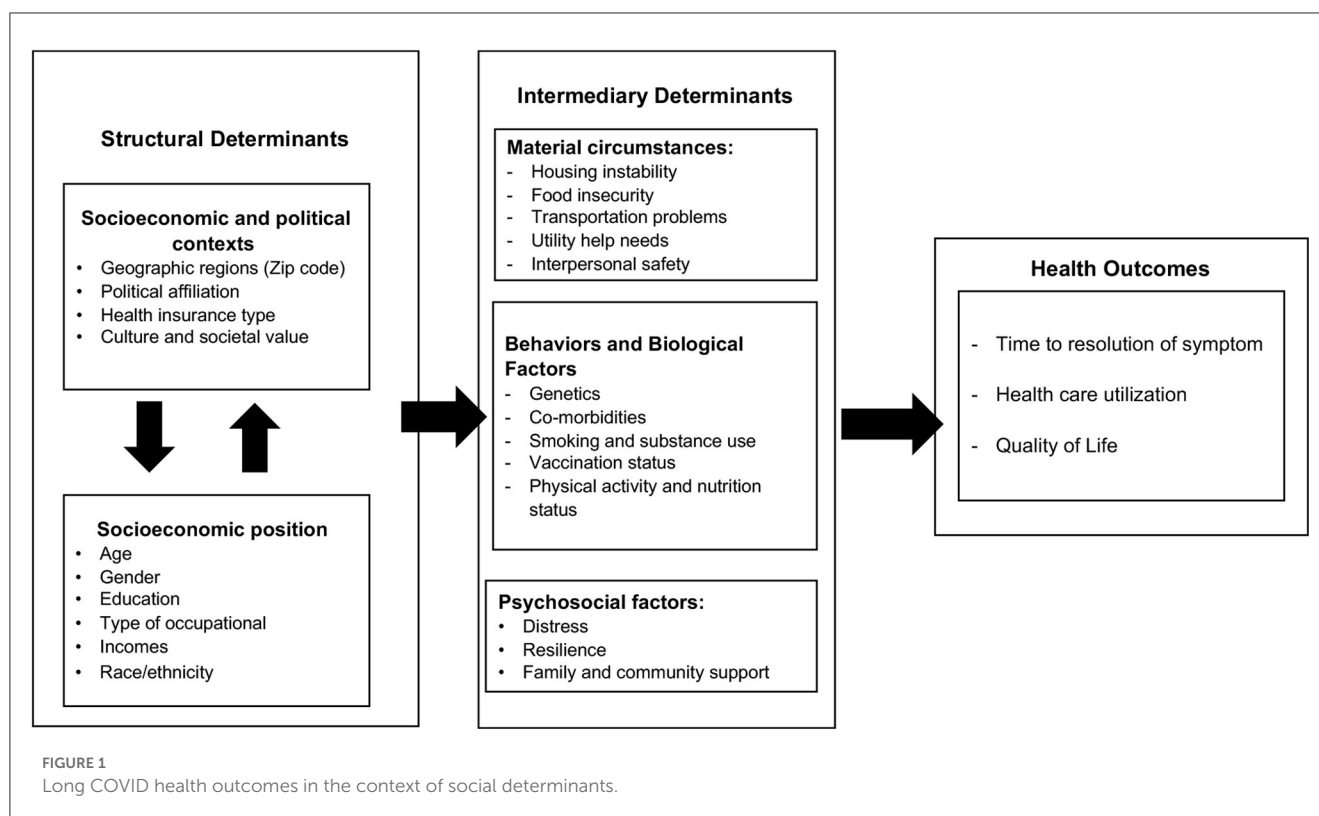 Structural Determinants
Socioeconomic and political
contexts
• Geographic regions (Zip code)
• Political affiliation
• Health insurance type
• Culture and societal value
Socioeconomic position
• Age
• Gender
• Education
• Type of occupational
• Incomes
• Race/ethnicity
Intermediary Determinants
Material circumstances:
- Housing instability
- Food insecurity
- Transportation problems
- Utility help needs
- Interpersonal safety
Behaviors and Biological
Factors
- Genetics
- Co-morbidities
- Smoking and substance use
- Vaccination status
- Physical activity and nutrition
status
Psychosocial factors:
• Distress
• Resilience
• Family and community support
Health Outcomes
- Time to resolution of symptom
- Health care utilization
- Quality of Life
FIGURE 1
Long COVID health outcomes in the context of social determinants.